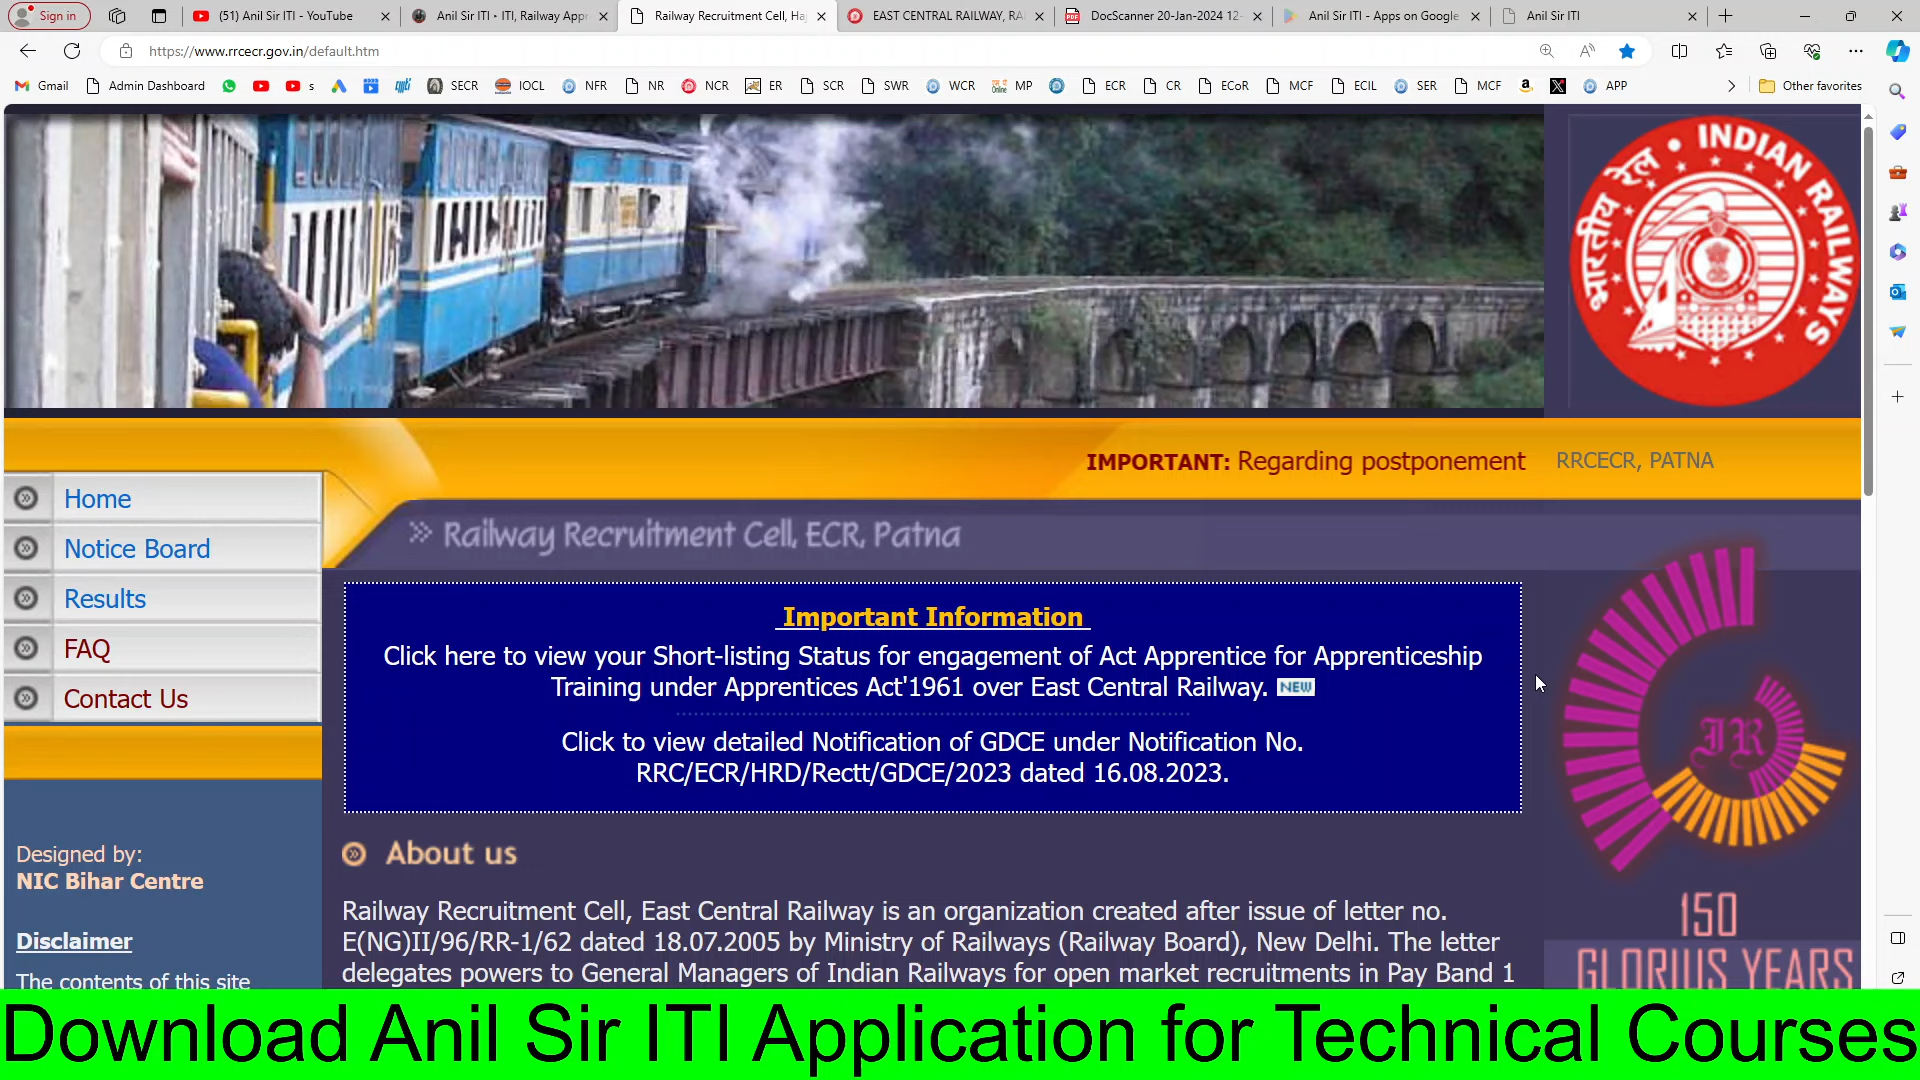 Sign in
(51) Anil Sir ITI - YouTube
Anil Sir ITI • ITI, Railway Appr
Railway Recruitment Cell, Haj
EAST CENTRAL RAILWAY, RA
DocScanner 20-Jan-2024 12-
Anil Sir ITI - Apps on Google
Anil Sir ITI
https://www.rrcecr.gov.in/default.htm
Gmail
Admin Dashboard
s
SECR
IOCL
NFR
NR
NCR
ER
SCR
SWR
WCR
MP
ECR
CR
ECoR
MCF
ECIL
SER
MCF
APP
Other favorites
भारतीय रेल • INDIAN RAILWAYS
IMPORTANT: Regarding postponement
RRCECR, PATNA
Home
Notice Board
Results
FAQ
Contact Us
Railway Recruitment Cell, ECR, Patna
Important Information
Click here to view your Short-listing Status for engagement of Act Apprentice for Apprenticeship
Training under Apprentices Act'1961 over East Central Railway. NEW
Click to view detailed Notification of GDCE under Notification No.
RRC/ECR/HRD/Rectt/GDCE/2023 dated 16.08.2023.
IR
150
GLORIUS YEARS
About us
Railway Recruitment Cell, East Central Railway is an organization created after issue of letter no.
E(NG)II/96/RR-1/62 dated 18.07.2005 by Ministry of Railways (Railway Board), New Delhi. The letter
delegates powers to General Managers of Indian Railways for open market recruitments in Pay Band 1
Designed by:
NIC Bihar Centre
Disclaimer
The contents of this site
Download Anil Sir ITI Application for Technical Courses